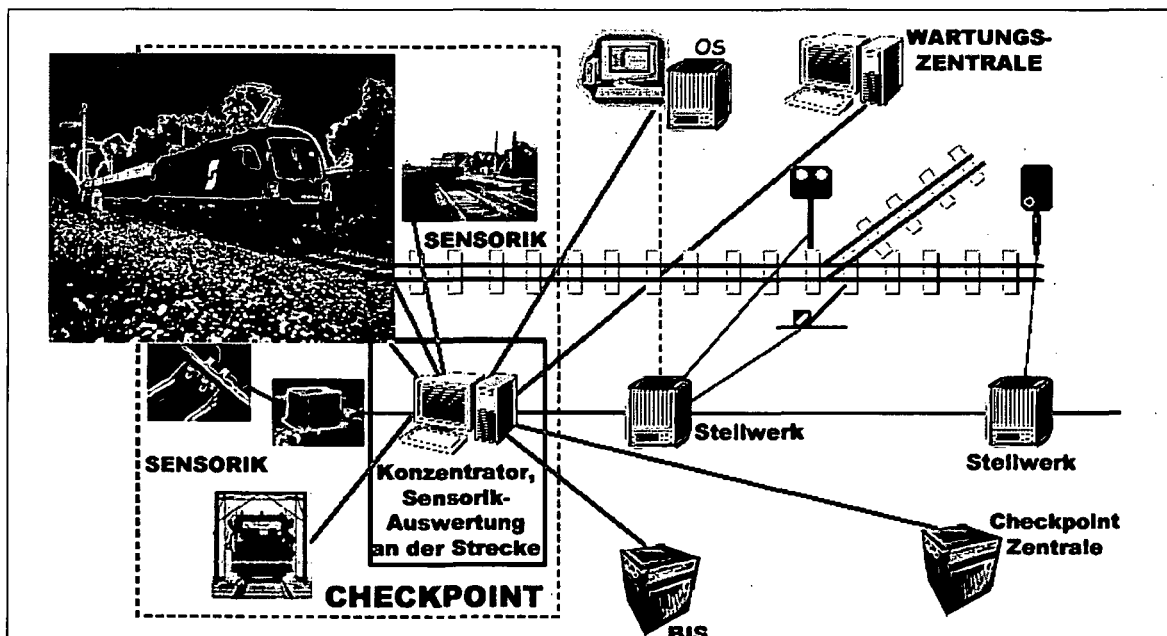 OS
WARTUNGS-
ZENTRALE
SENSORIK
SENSORIK
Konzentrator,
Sensorik-
Auswertung
an der Strecke
CHECKPOINT
Stellwerk
Stellwerk
Checkpoint
Zentrale
BIS